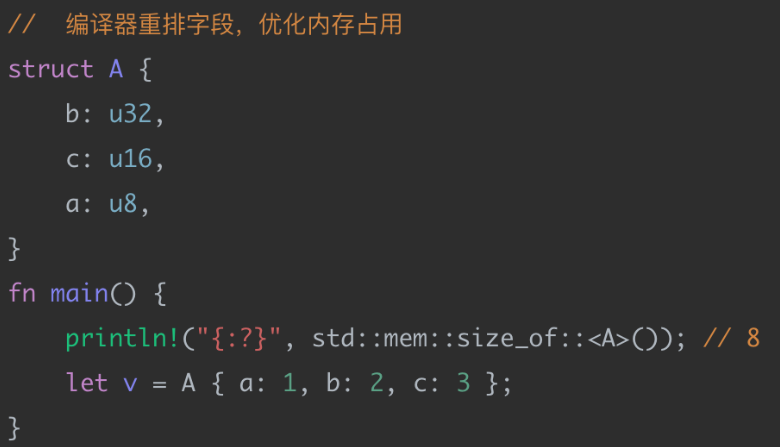 //  编译器重排字段，优化内存占用
struct A {
    b: u32,
    c: u16,
    a: u8,
}
fn main() {
    println!("{:?}", std::mem::size_of::<A>()); // 8
    let v = A { a: 1, b: 2, c: 3 };
}